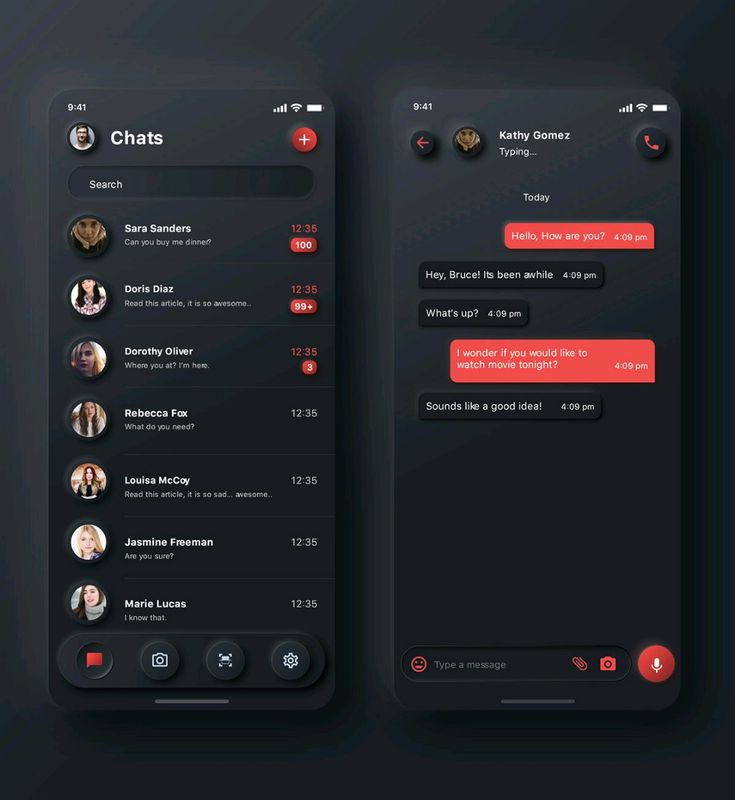 9:41
Chats
Search
Sara Sanders 12:35
Can you buy me dinner? 100
Doris Diaz 12:35
Read this article, it is so awesome.. 99+
Dorothy Oliver 12:35
Where you at? I'm here. 3
Rebecca Fox 12:35
What do you need?
Louisa McCoy 12:35
Read this article, it is so sad.. awesome..
Jasmine Freeman 12:35
Are you sure?
Marie Lucas 12:35
I know that.
9:41
Kathy Gomez
Typing...
Today
Hello, How are you? 4:09 pm
Hey, Bruce! Its been awhile 4:09 pm
What's up? 4:09 pm
I wonder if you would like to
watch movie tonight? 4:09 pm
Sounds like a good idea! 4:09 pm
Type a message